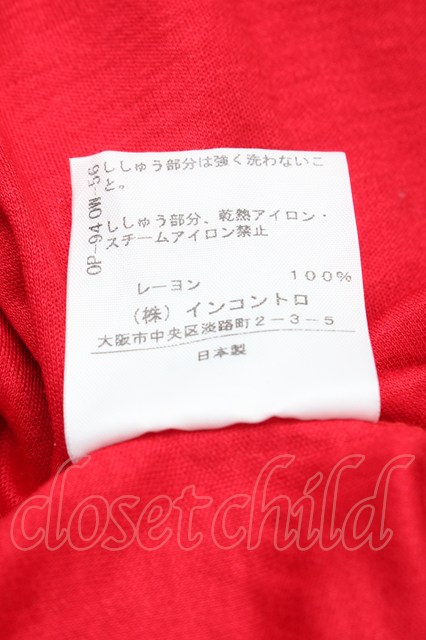 ししゅう部分は強く洗わないこ
と。
ししゅう部分、乾熱アイロン・
スチームアイロン禁止
OP-940W-56
レーヨン 100%
(株)インコントロ
大阪市中央区淡路町2-3-5
日本製
closetchild